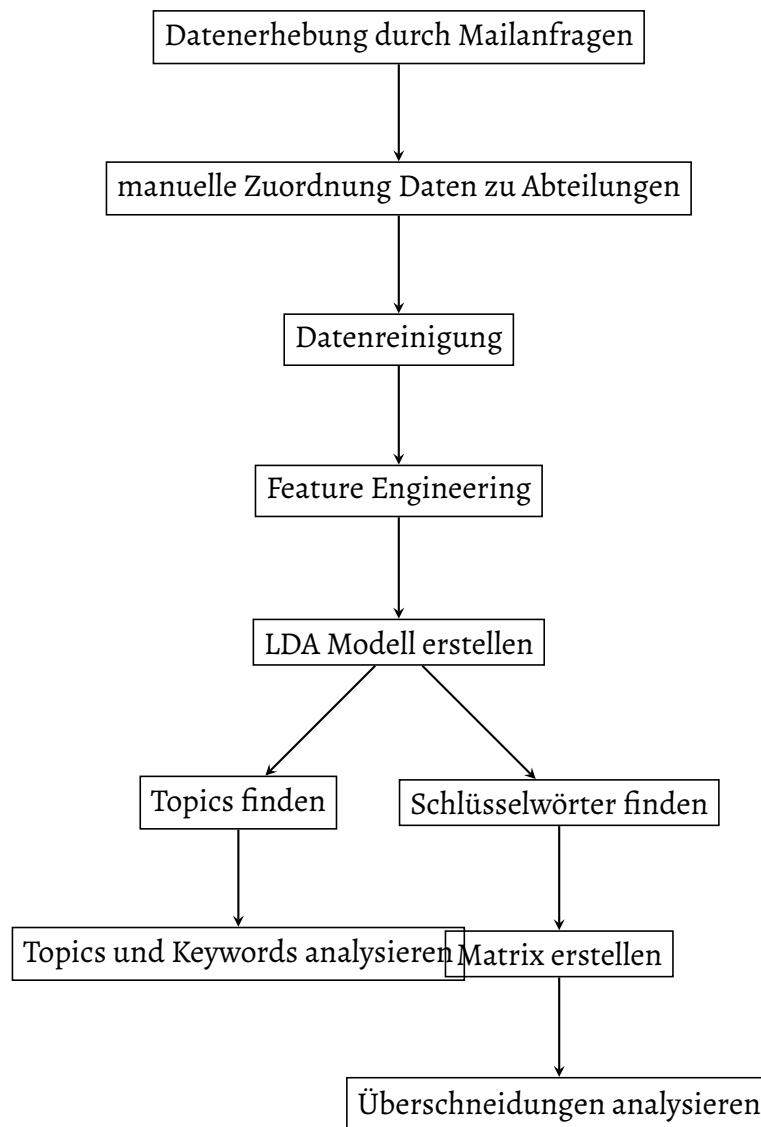 Datenerhebung durch Mailanfragen
manuelle Zuordnung Daten zu Abteilungen
Datenreinigung
Feature Engineering
LDA Modell erstellen
Topics finden
Schlüsselwörter finden
Topics und Keywords analysieren
Matrix erstellen
Überschneidungen analysieren